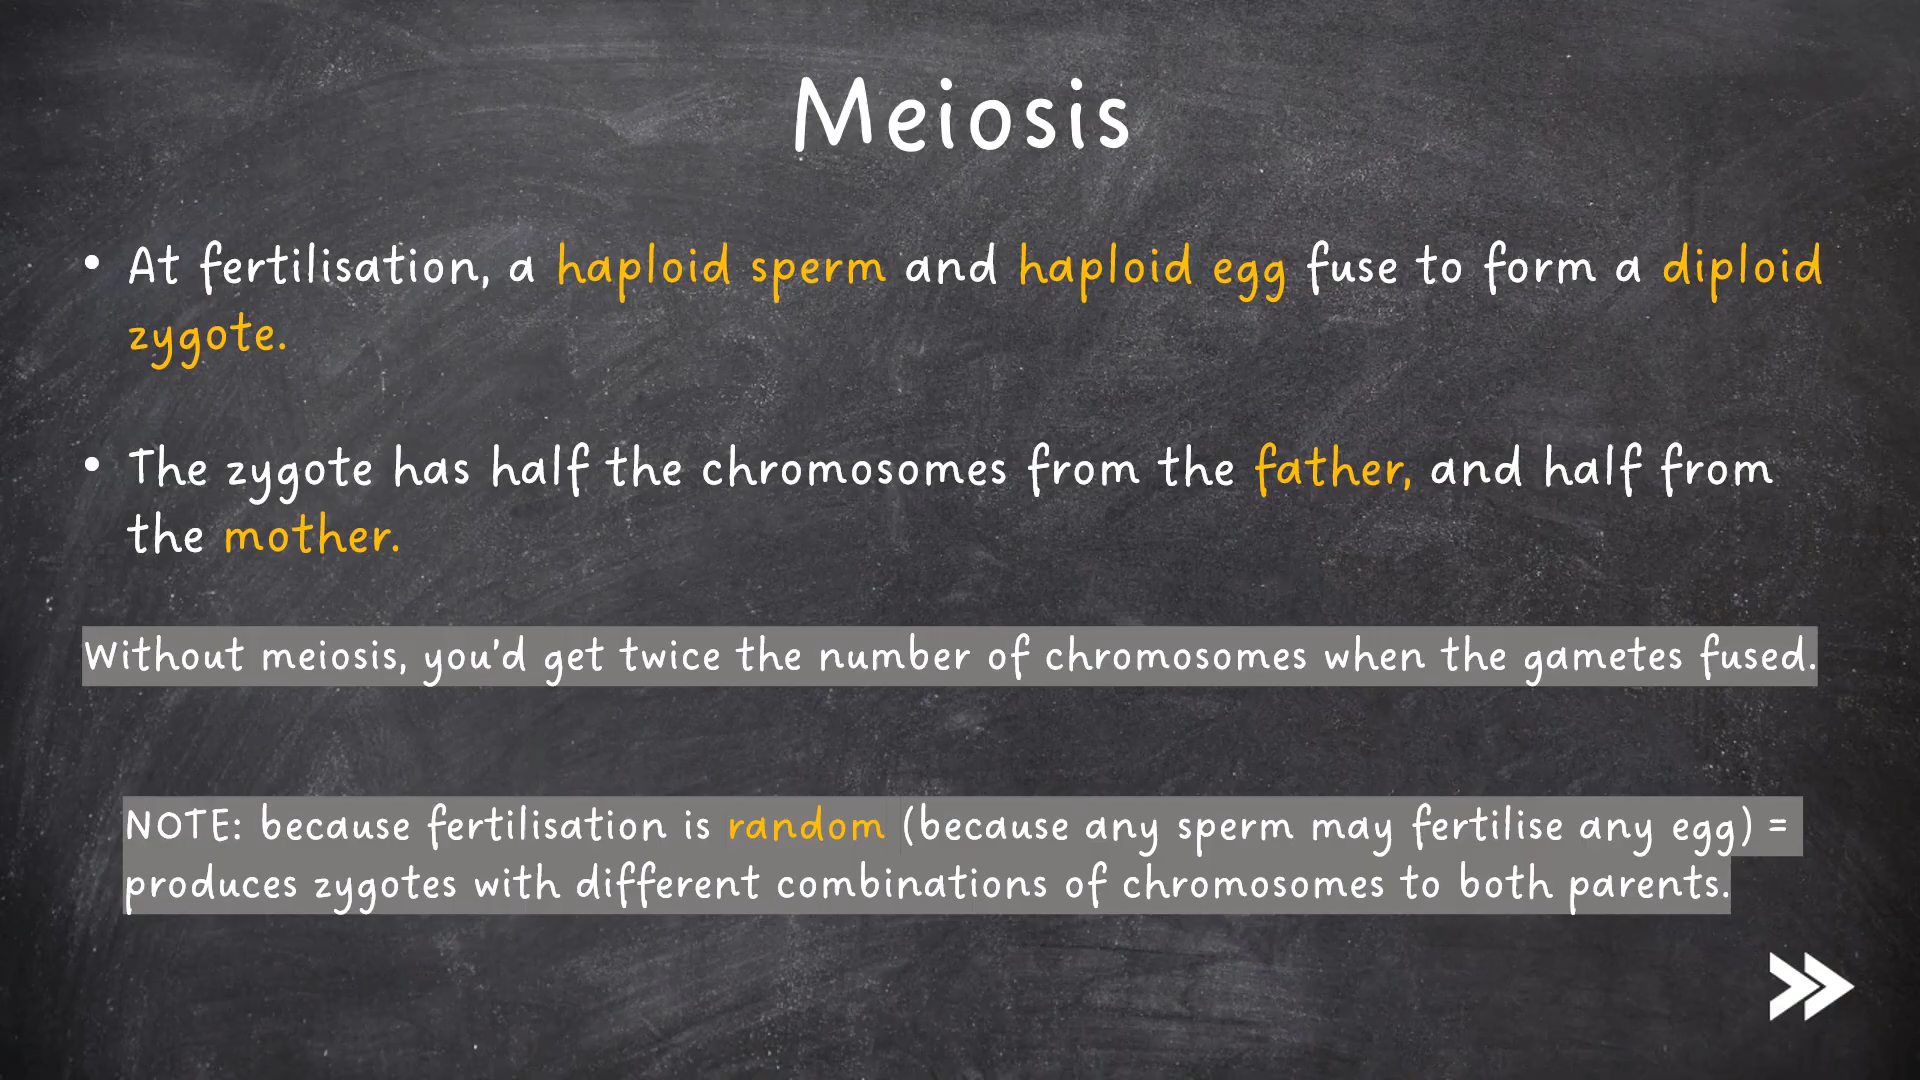 Meiosis
• At fertilisation, a haploid sperm and haploid egg fuse to form a diploid
zygote.
• The zygote has half the chromosomes from the father, and half from
the mother.
Without meiosis, you'd get twice the number of chromosomes when the gametes fused.
NOTE: because fertilisation is random (because any sperm may fertilise any egg) =
produces zygotes with different combinations of chromosomes to both parents.